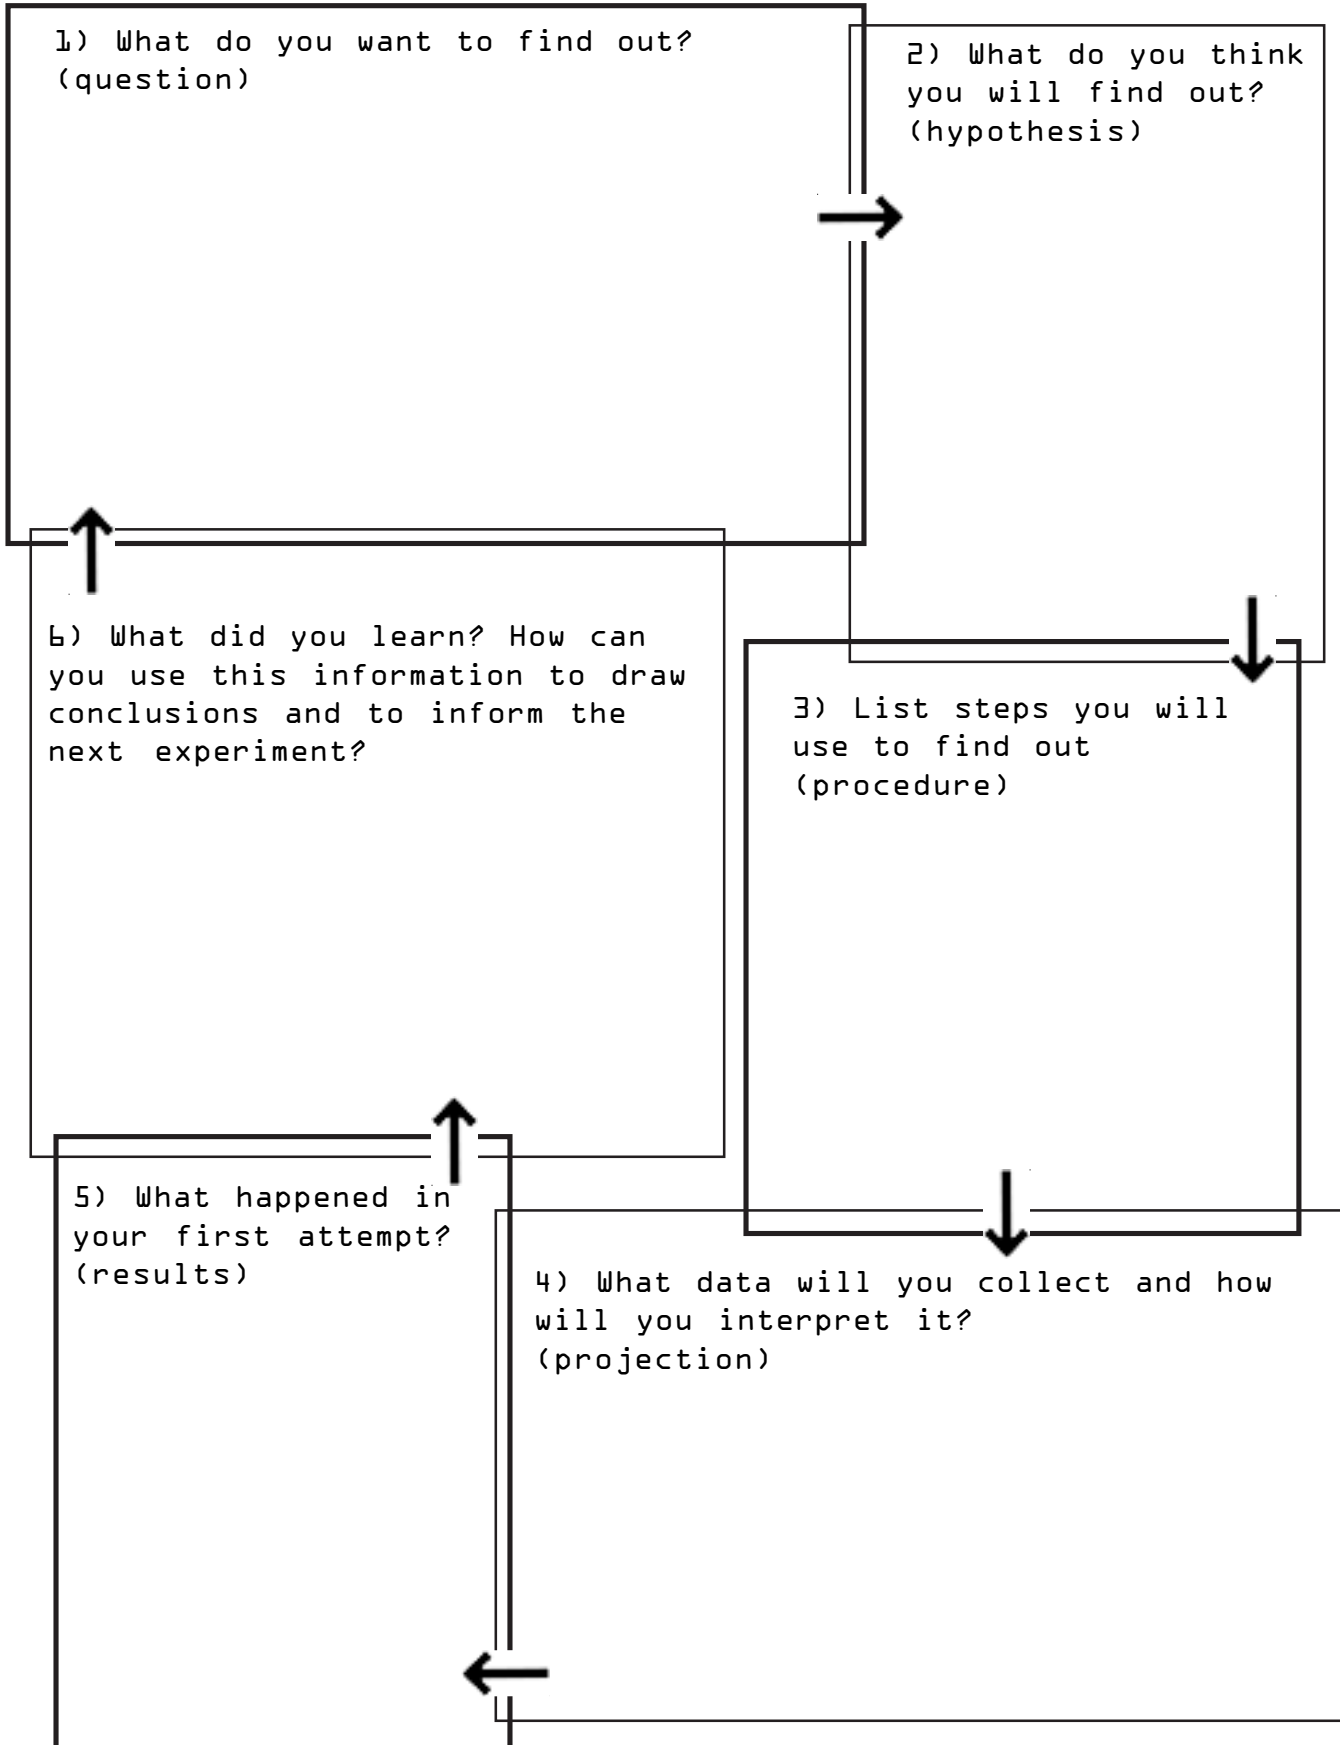 1) What do you want to find out?
(question)
2) What do you think
you will find out?
(hypothesis)
3) List steps you will
use to find out
(procedure)
4) What data will you collect and how
will you interpret it?
(projection)
5) What happened in
your first attempt?
(results)
6) What did you learn? How can
you use this information to draw
conclusions and to inform the
next experiment?